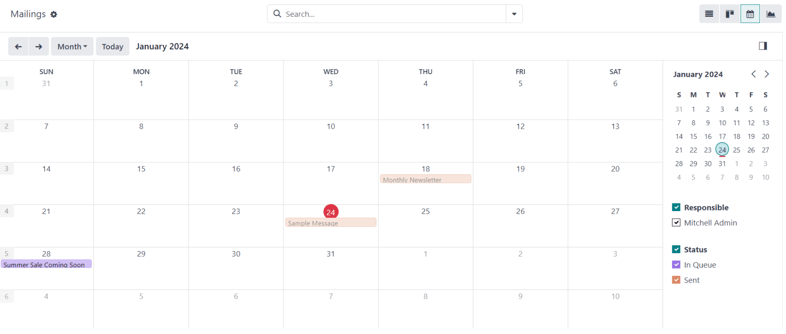 Mailings
Search...
Month
Today
January 2024
SUN MON TUE WED THU FRI SAT
1 31 1 2 3 4 5 6
2 7 8 9 10 11 12 13
3 14 15 16 17 18 19 20
Monthly Newsletter
4 21 22 23 24 25 26 27
Sample Message
5 28 29 30 31 1 2 3
Summer Sale Coming Soon
6 4 5 6 7 8 9 10
January 2024
S M T W T F S
31 1 2 3 4 5 6
7 8 9 10 11 12 13
14 15 16 17 18 19 20
21 22 23 24 25 26 27
28 29 30 31 1 2 3
4 5 6 7 8 9 10
Responsible
Mitchell Admin
Status
In Queue
Sent